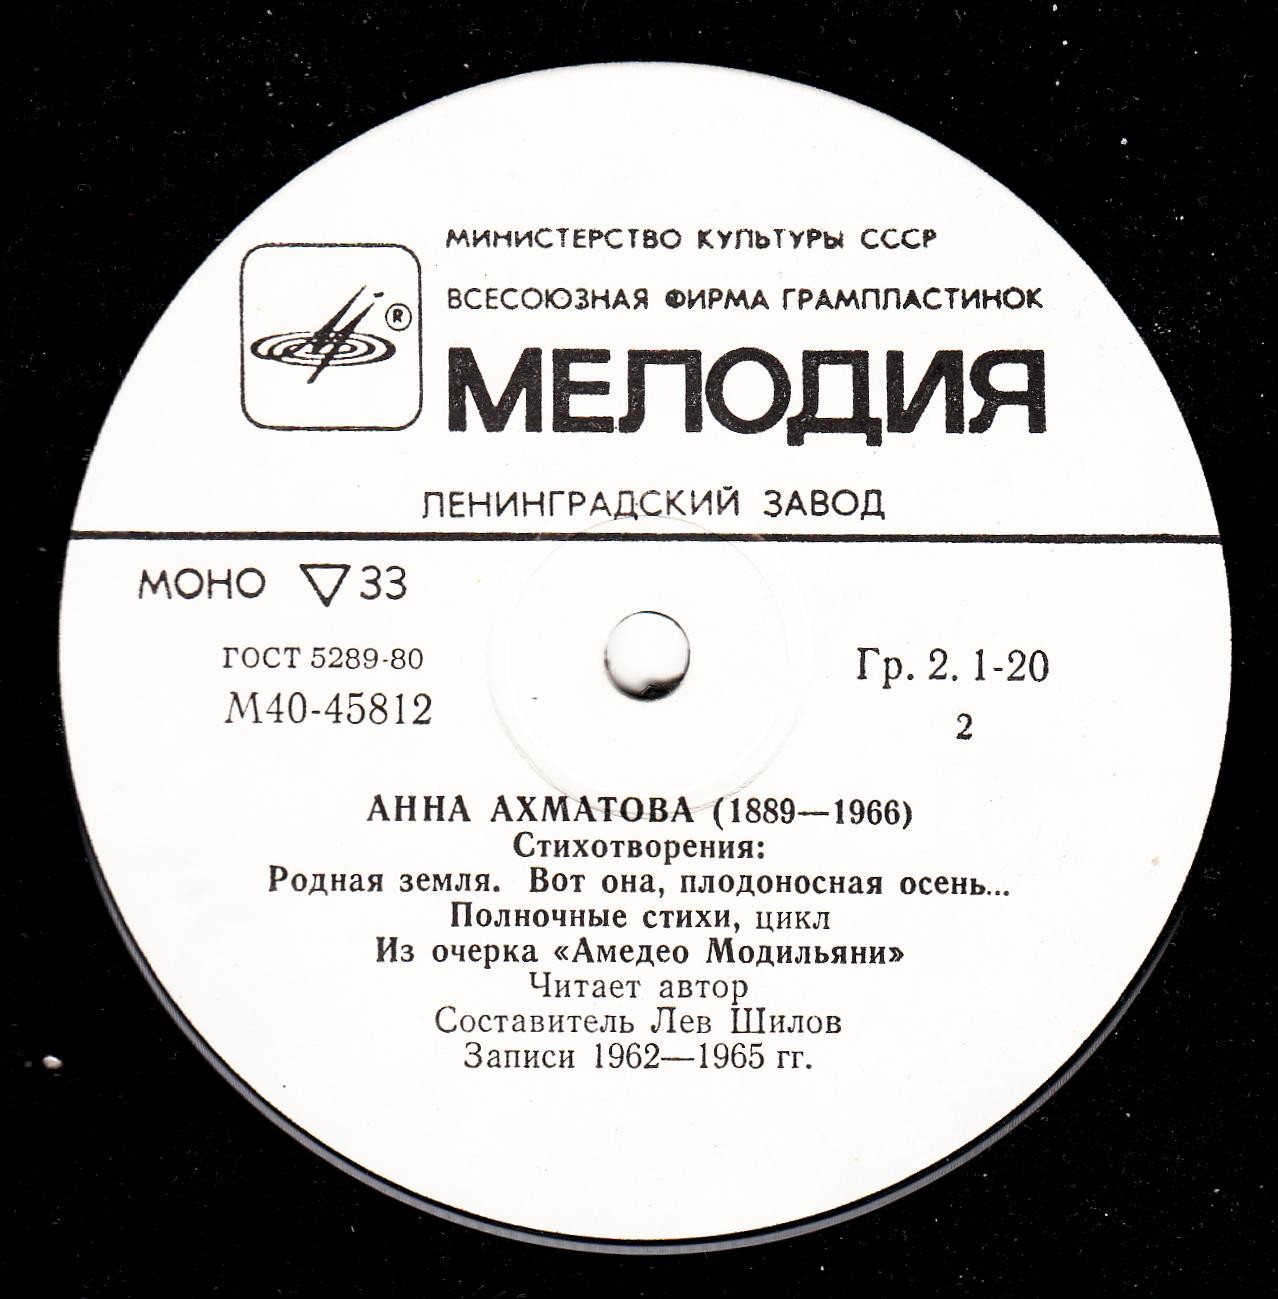 МИНИСТЕРСТВО КУЛЬТУРЫ СССР
ВСЕСОЮЗНАЯ ФИРМА ГРАМПЛАСТИНОК
®
МЕЛОДИЯ
ЛЕНИНГРАДСКИЙ ЗАВОД
МОНО ▽33
ГОСТ 5289-80
М40-45812
Гр. 2. 1-20
2
АННА АХМАТОВА (1889—1966)
Стихотворения:
Родная земля. Вот она, плодоносная осень...
Полночные стихи, цикл
Из очерка «Амедео Модильяни»
Читает автор
Составитель Лев Шилов
Записи 1962—1965 гг.